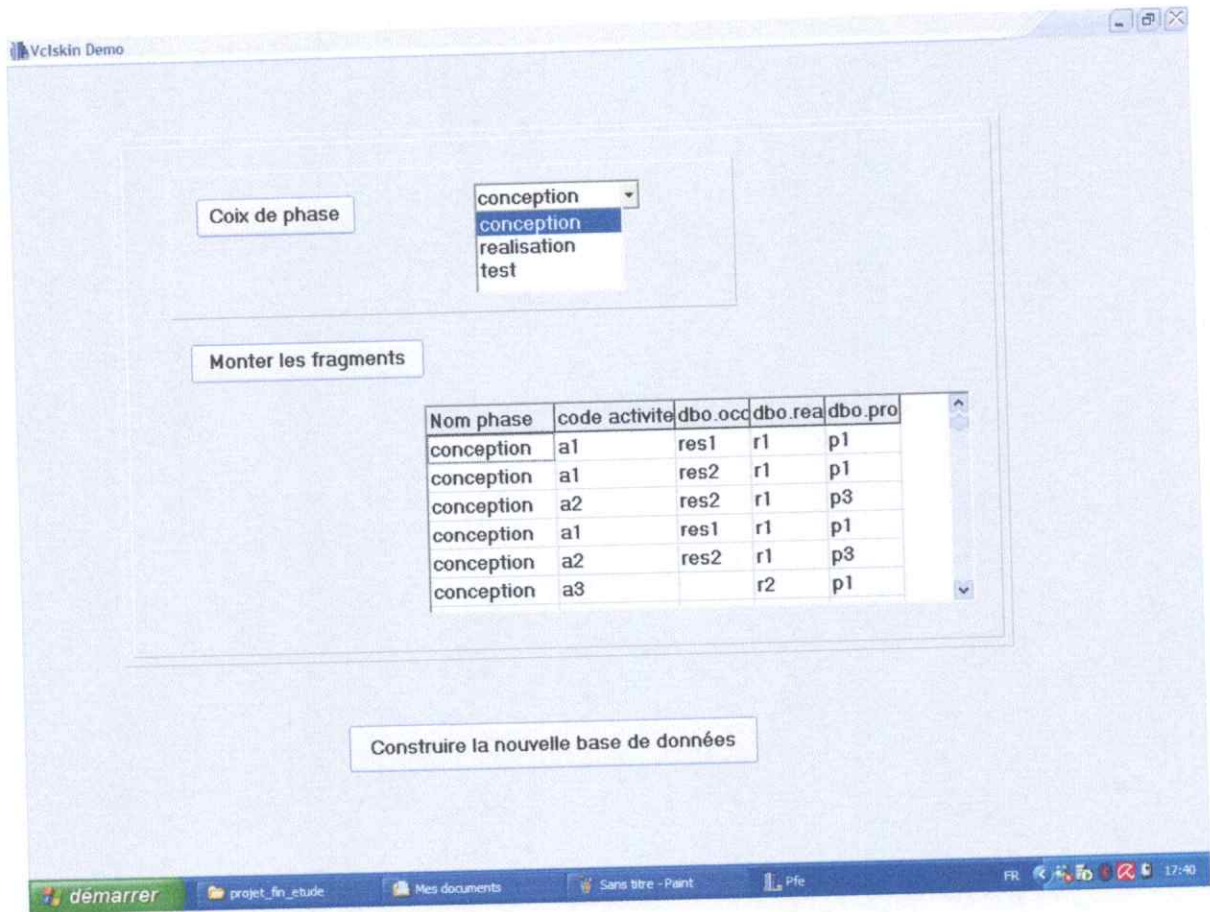 Vclskin Demo
Coix de phase
conception
conception
realisation
test
Monter les fragments
Nom phase code activite dbo.occ dbo.rea dbo.pro
conception a1 res1 r1 p1
conception a1 res2 r1 p1
conception a2 res2 r1 p3
conception a1 res1 r1 p1
conception a2 res2 r1 p3
conception a3 r2 p1
Construire la nouvelle base de données
démarrer projet_fin_etude Mes documents Sans titre - Paint Pfe FR 17:40